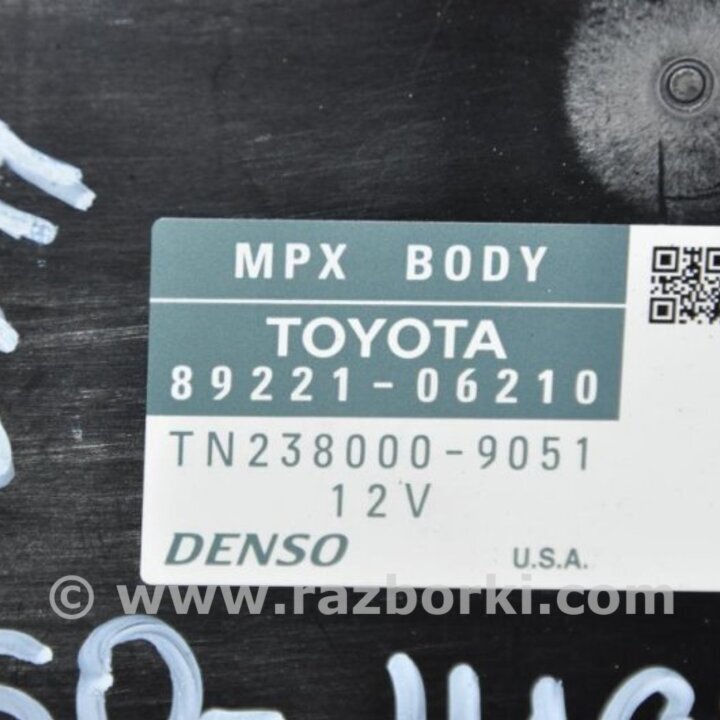 MPX BODY
TOYOTA
89221-06210
TN238000-9051
12V
DENSO U.S.A.
© www.razborki.com